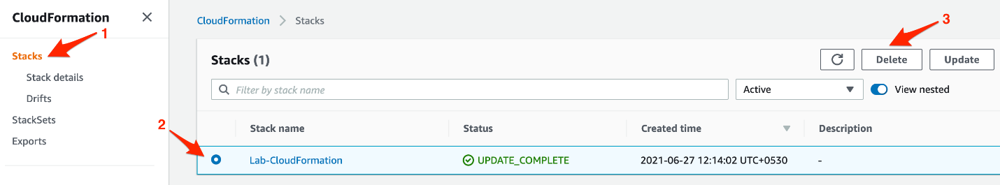 CloudFormation
1
Stacks
Stack details
Drifts
StackSets
Exports
CloudFormation > Stacks
3
Stacks (1)
Delete
Update
Filter by stack name
Active
View nested
2
Stack name Status Created time Description
Lab-CloudFormation UPDATE_COMPLETE 2021-06-27 12:14:02 UTC+0530 -